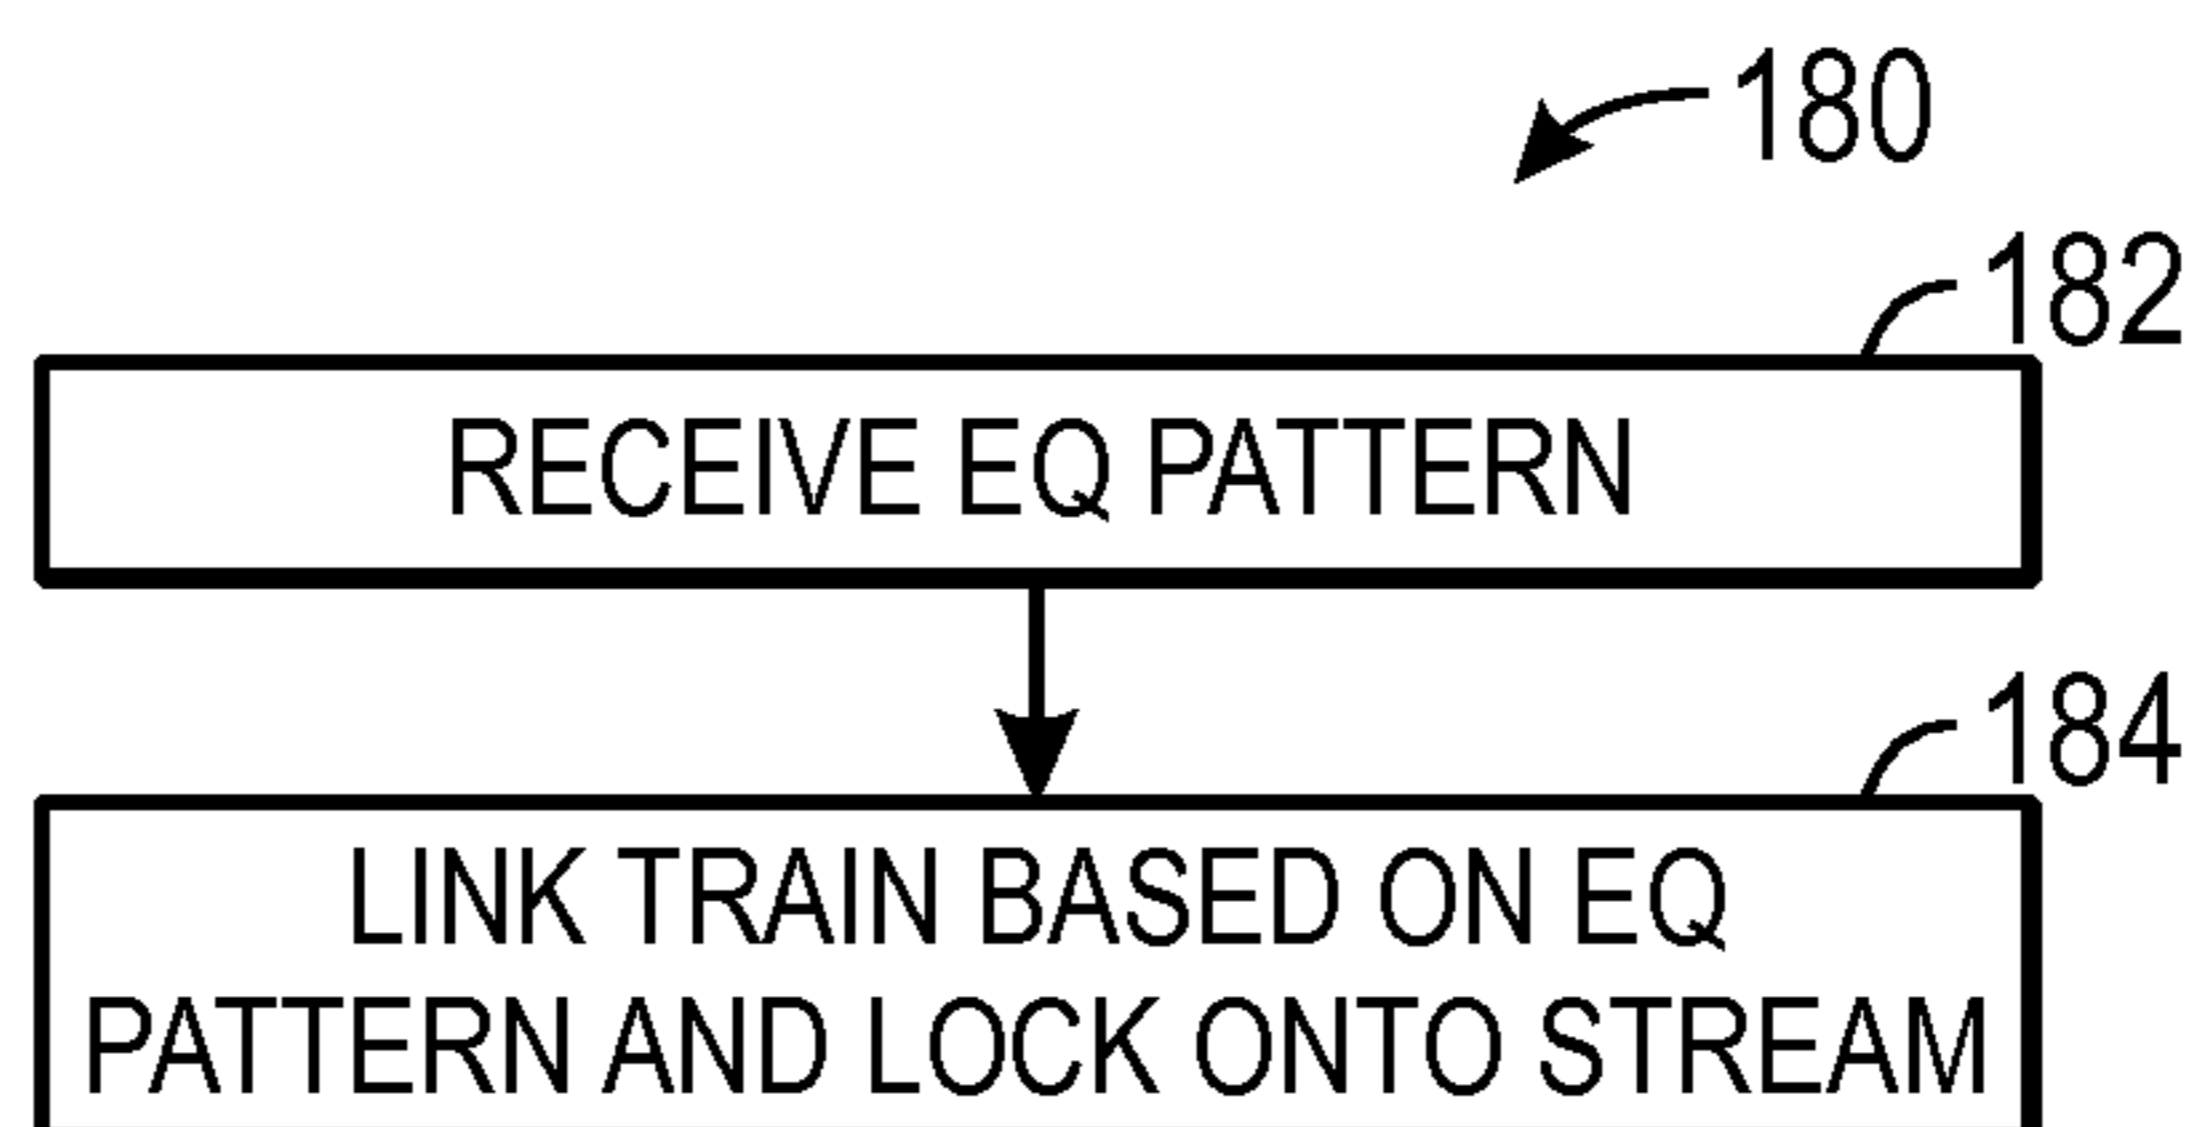 180
182
RECEIVE EQ PATTERN
184
LINK TRAIN BASED ON EQ
PATTERN AND LOCK ONTO STREAM